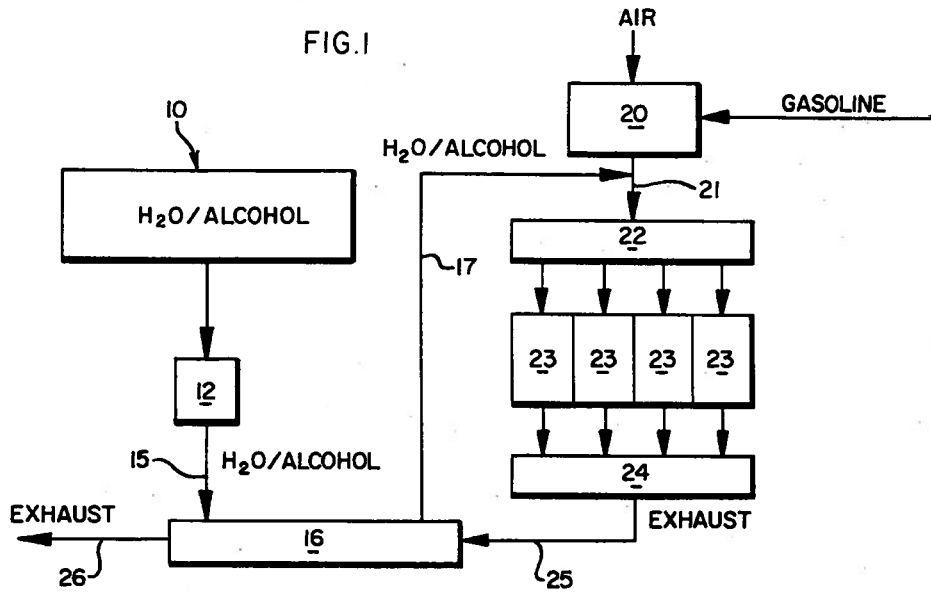 FIG.1
AIR
20
GASOLINE
10
H₂O/ALCOHOL
H₂O/ALCOHOL
21
22
17
23 23 23 23
12
15
H₂O/ALCOHOL
24
EXHAUST
EXHAUST
16
26
25